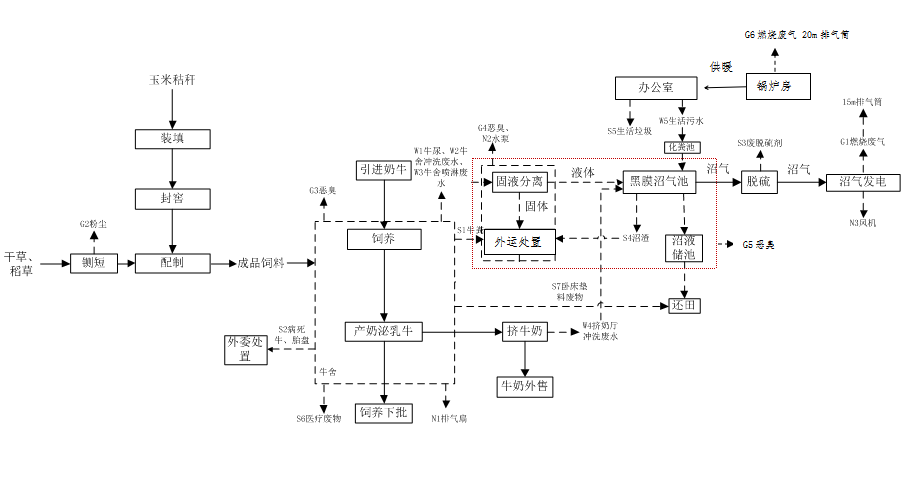 G6燃烧废气 20m排气筒
供暖
玉米秸秆
办公室
锅炉房
15m排气筒
装填
S5生活垃圾
W5生活污水
G4恶臭、
N2水泵
化粪池
S3废脱硫剂
G1燃烧废气
W1牛尿、W2牛
舍冲洗废水、
W3牛舍喷淋废
水
引进奶牛
固液分离
液体
黑膜沼气池
沼气
脱硫
沼气
沼气发电
G3恶臭
封窖
固体
G2粉尘
S1牛粪
饲养
外运处置
S4沼渣
沼液
储池
G5恶臭
N3风机
干草、
稻草
铡短
配制
成品饲料
S7卧床垫
料废物
还田
S2病死
牛、胎盘
外委处
置
产奶泌乳牛
挤牛奶
W4挤奶厅
冲洗废水
牛舍
牛奶外售
S6医疗废物
饲养下批
N1排气扇